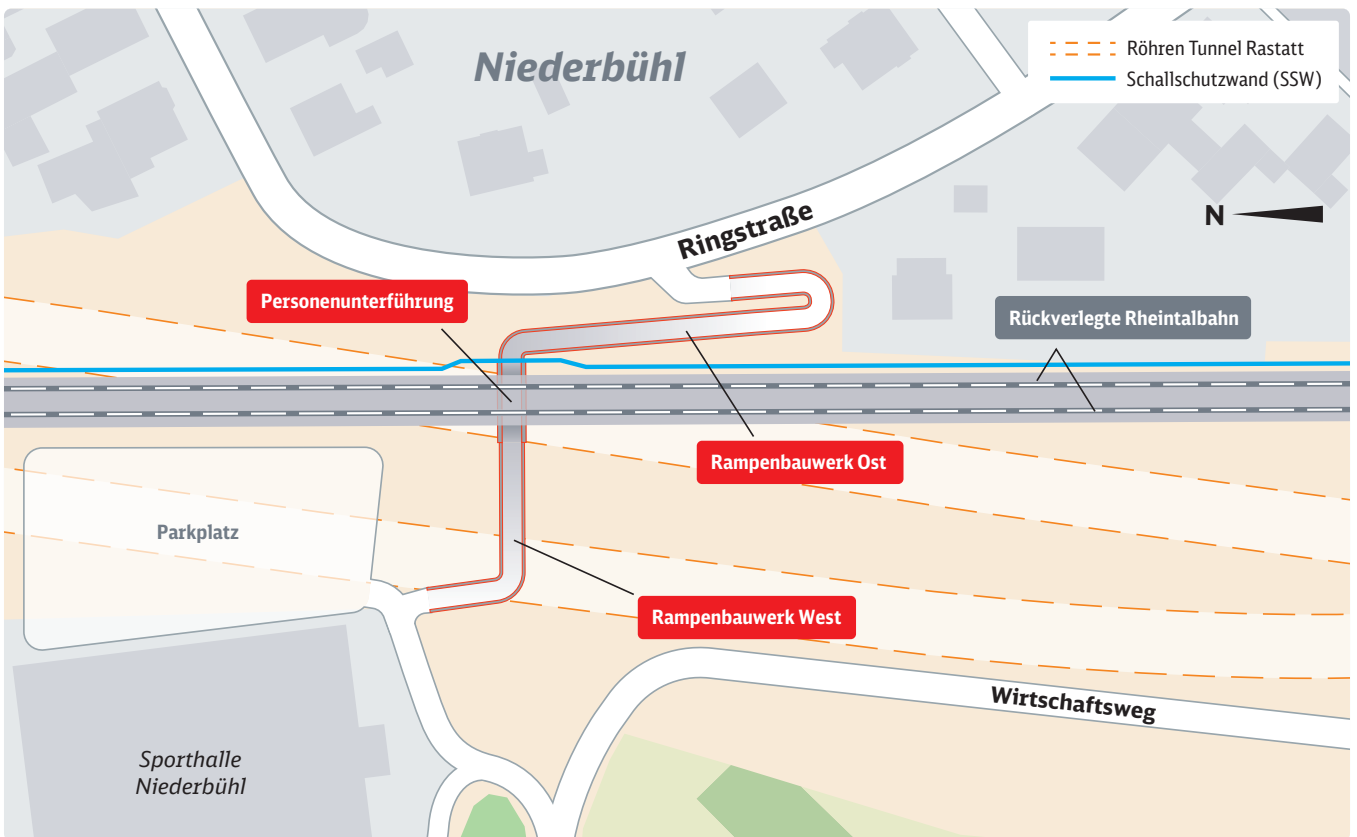 Niederbühl
Röhren Tunnel Rastatt
Schallschutzwand (SSW)
N
Ringstraße
Personenunterführung
Rückverlegte Rheintalbahn
Rampenbauwerk Ost
Parkplatz
Rampenbauwerk West
Wirtschaftsweg
Sporthalle
Niederbühl